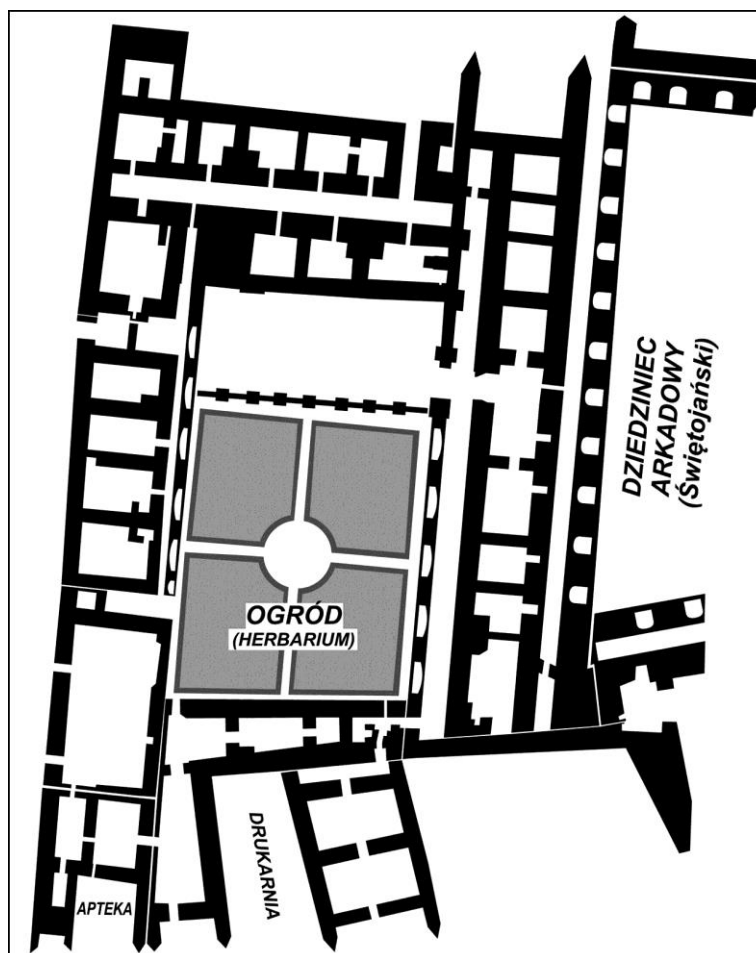 DZIEDZINIEC
ARKADOWY
(Świętojański)
OGRÓD
(HERBARIUM)
DRUKARNIA
APTEKA